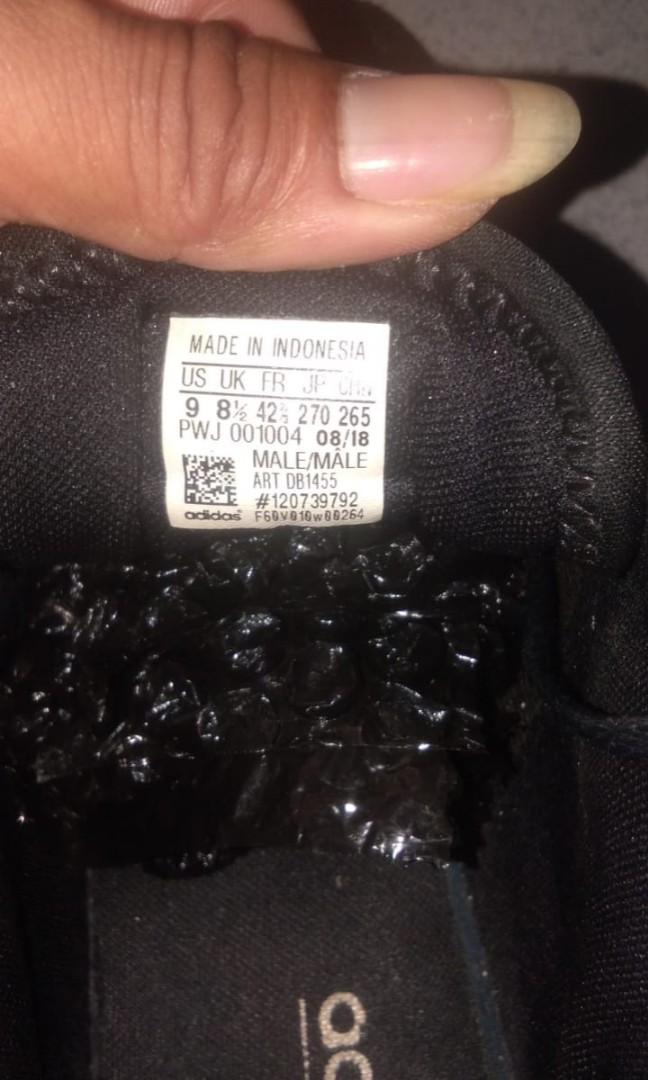 MADE IN INDONESIA
US UK FR JP CHN
9 8½ 42⅔ 270 265
PWJ 001004 08/18
MALE/MÂLE
ART DB1455
#120739792
adidas F60V010w00264